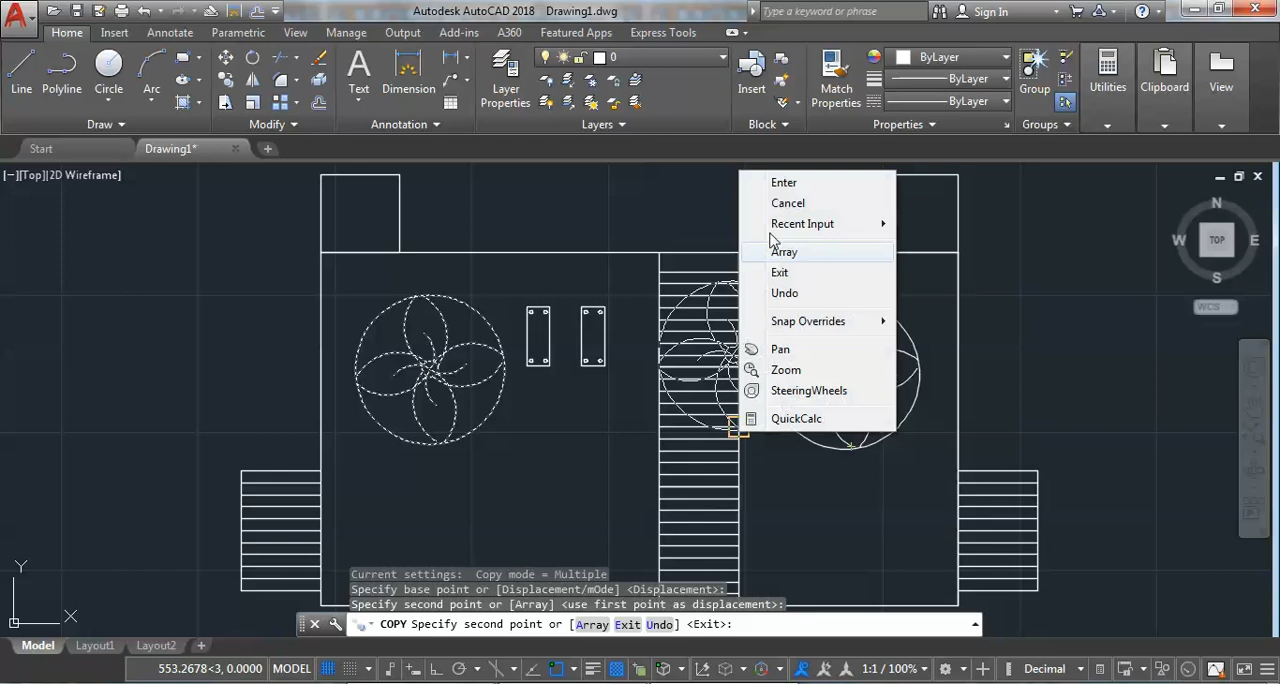 Autodesk AutoCAD 2018 Drawing1.dwg
Type a keyword or phrase
Sign In
Home Insert Annotate Parametric View Manage Output Add-ins A360 Featured Apps Express Tools
0
ByLayer
Line Polyline Circle Arc
Text Dimension
Layer Properties
Insert
Match Properties
ByLayer
ByLayer
Group
Utilities Clipboard View
Draw Modify Annotation Layers Block Properties Groups
Start Drawing1*
[−][Top][2D Wireframe]
Enter
Cancel
Recent Input
Array
Exit
Undo
Snap Overrides
Pan
Zoom
SteeringWheels
QuickCalc
N
W TOP E
S
WCS
Y
X
Current settings: Copy mode = Multiple
Specify base point or [Displacement/mOde] <Displacement>:
Specify second point or [Array] <use first point as displacement>:
COPY Specify second point or [Array Exit Undo] <Exit>:
Model Layout1 Layout2 +
553.2678<3, 0.0000 MODEL 1:1 / 100% Decimal